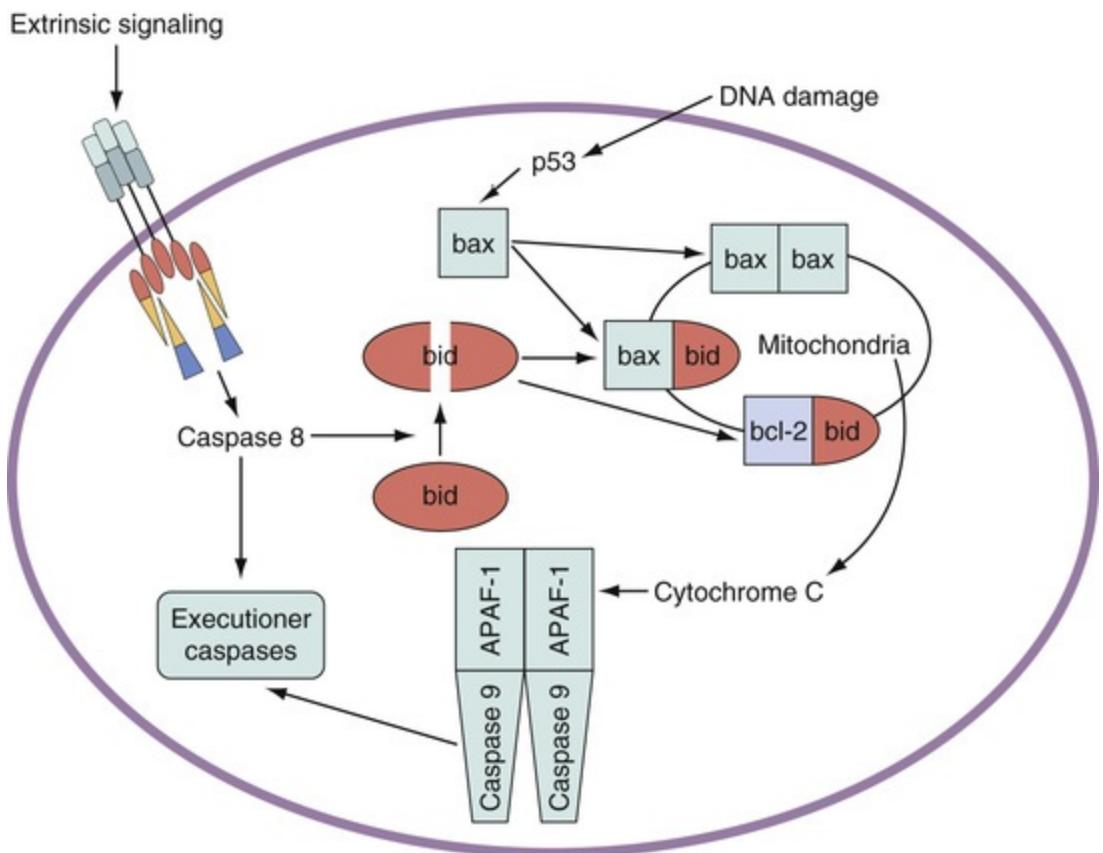 Extrinsic signaling
DNA damage
p53
bax
bax
bax
bid
bax
bid
Mitochondria
bcl-2
bid
Caspase 8
bid
APAF-1
APAF-1
Cytochrome C
Executioner
caspases
Caspase 9
Caspase 9